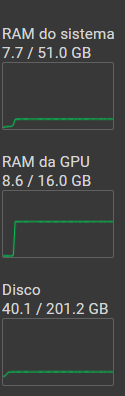 RAM do sistema
7.7 / 51.0 GB
RAM da GPU
8.6 / 16.0 GB
Disco
40.1 / 201.2 GB